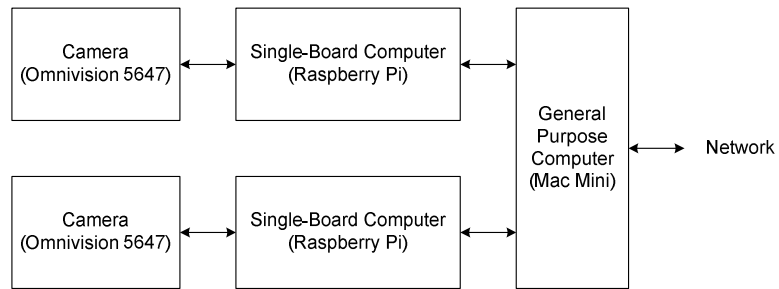 Camera
(Omnivision 5647)
Single-Board Computer
(Raspberry Pi)
General
Purpose
Computer
(Mac Mini)
Network
Camera
(Omnivision 5647)
Single-Board Computer
(Raspberry Pi)